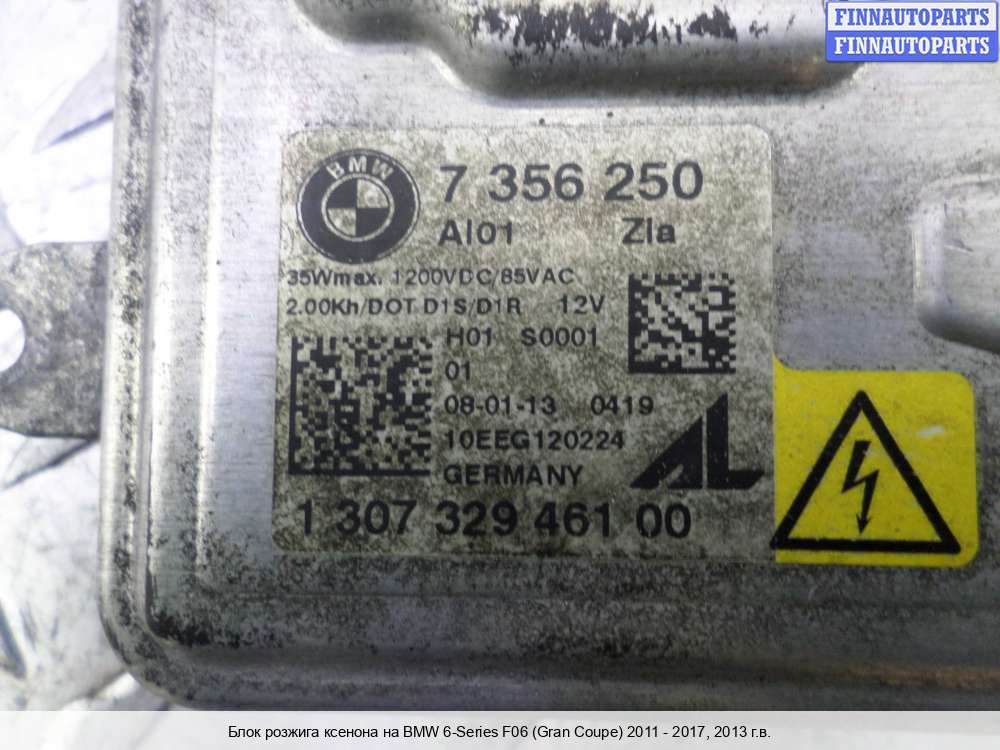 FINNAUTOPARTS
FINNAUTOPARTS
BMW
7 356 250
AI01 Zla
35Wmax. 1200VDC/85VAC
2.00Kh/DOT D1S/D1R 12V
H01 S0001
01
08-01-13 0419
10EEG120224
AL
GERMANY
1 307 329 461 00
Блок розжига ксенона на BMW 6-Series F06 (Gran Coupe) 2011 - 2017, 2013 г.в.